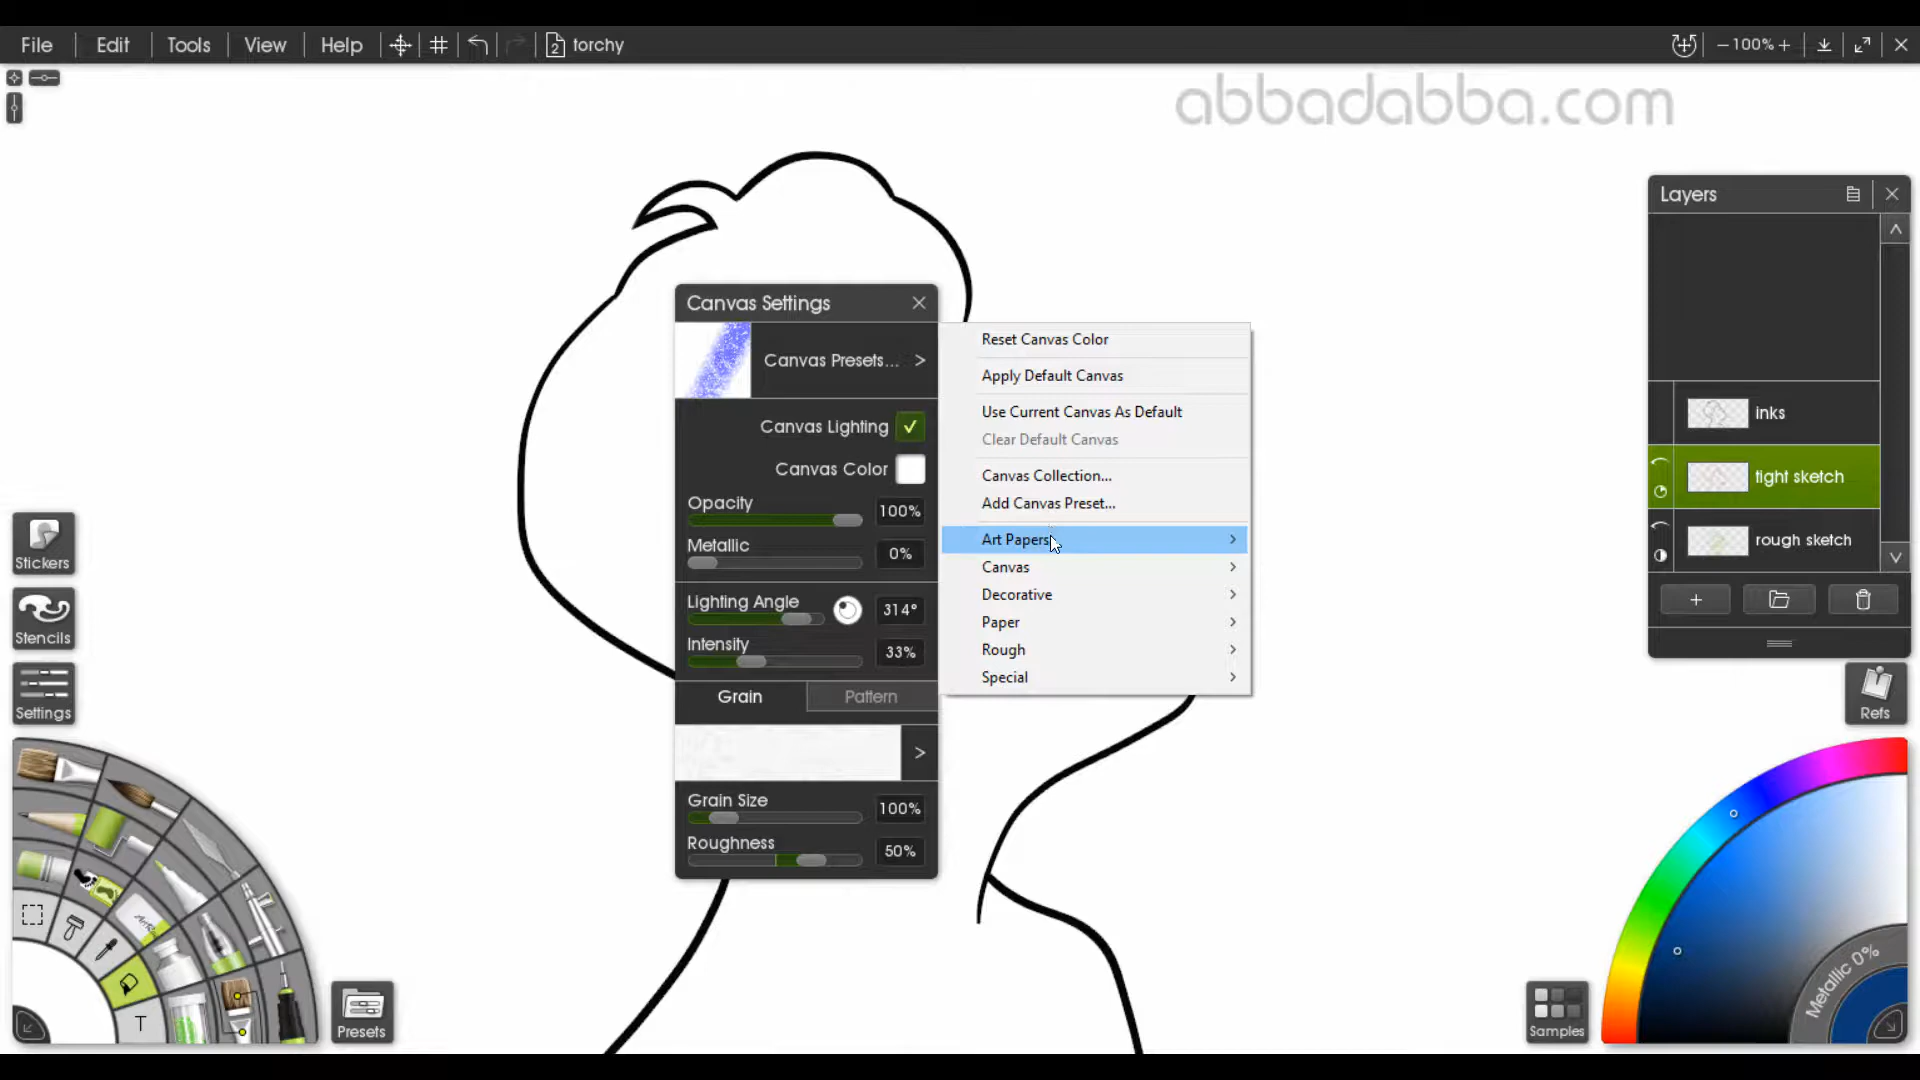 File Edit Tools View Help 2 torchy −100%+
abbadabba.com
Layers
Canvas Settings
Canvas Presets... >
Canvas Lighting
Canvas Color
Opacity 100%
Metallic 0%
Lighting Angle 314°
Intensity 33%
Grain Pattern
Grain Size 100%
Roughness 50%
Reset Canvas Color
Apply Default Canvas
Use Current Canvas As Default
Clear Default Canvas
Canvas Collection...
Add Canvas Preset...
Art Papers
Canvas
Decorative
Paper
Rough
Special
inks
tight sketch
rough sketch
Stickers
Stencils
Settings
Refs
T
Presets
Samples
Metallic 0%